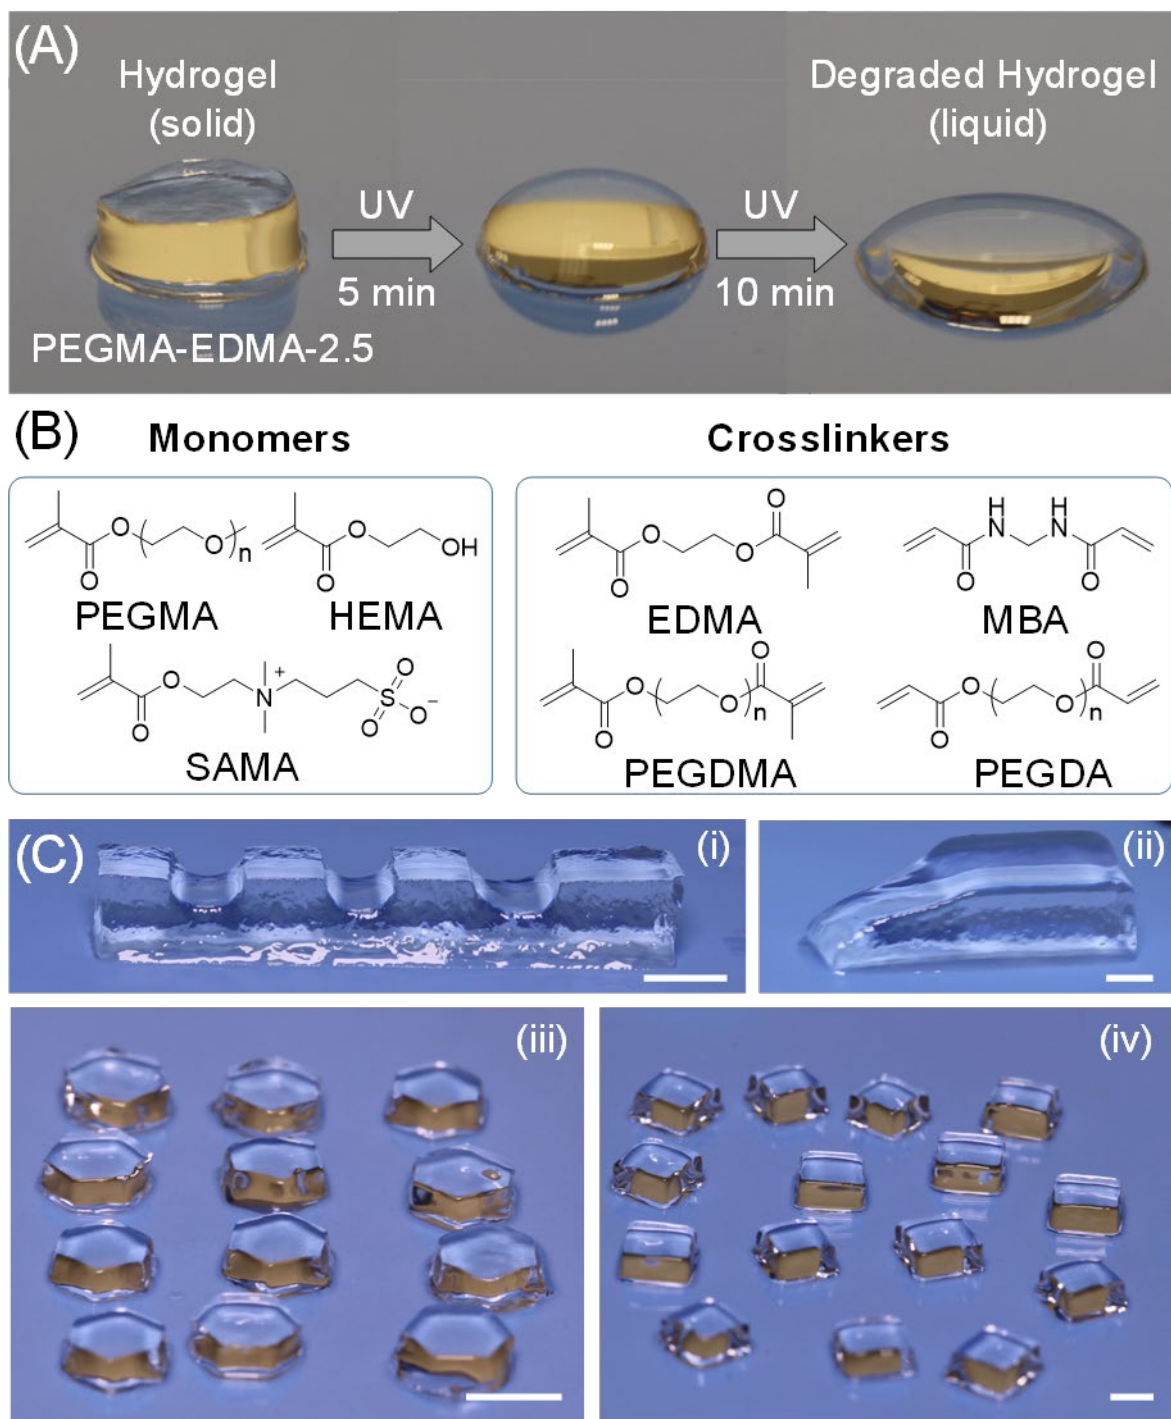 (A)
Hydrogel
(solid)
Degraded Hydrogel
(liquid)
UV
5 min
UV
10 min
PEGMA-EDMA-2.5
(B)
Monomers
Crosslinkers
O
O
O
n
PEGMA
O
O
OH
HEMA
O
O
N
+
O
S
O
O
−
SAMA
O
O
O
O
EDMA
H
N
H
N
O
O
MBA
O
O
O
O
n
PEGDMA
O
O
O
O
n
PEGDA
(C)
(i)
(ii)
(iii)
(iv)